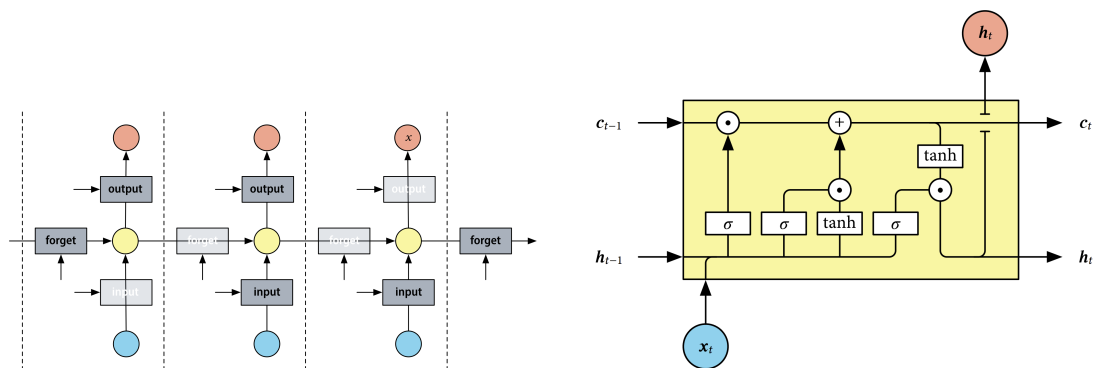 x
output
output
output
forget
forget
forget
forget
input
input
input
h_t
c_{t−1}
c_t
·
+
tanh
·
·
σ
σ
tanh
σ
h_{t−1}
h_t
x_t